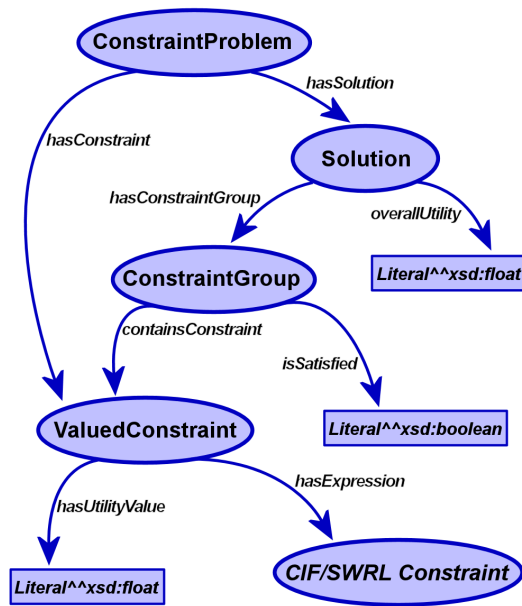 ConstraintProblem
hasSolution
hasConstraint
Solution
hasConstraintGroup
overallUtility
ConstraintGroup
Literal^^xsd:float
containsConstraint
isSatisfied
ValuedConstraint
Literal^^xsd:boolean
hasExpression
hasUtilityValue
CIF/SWRL Constraint
Literal^^xsd:float